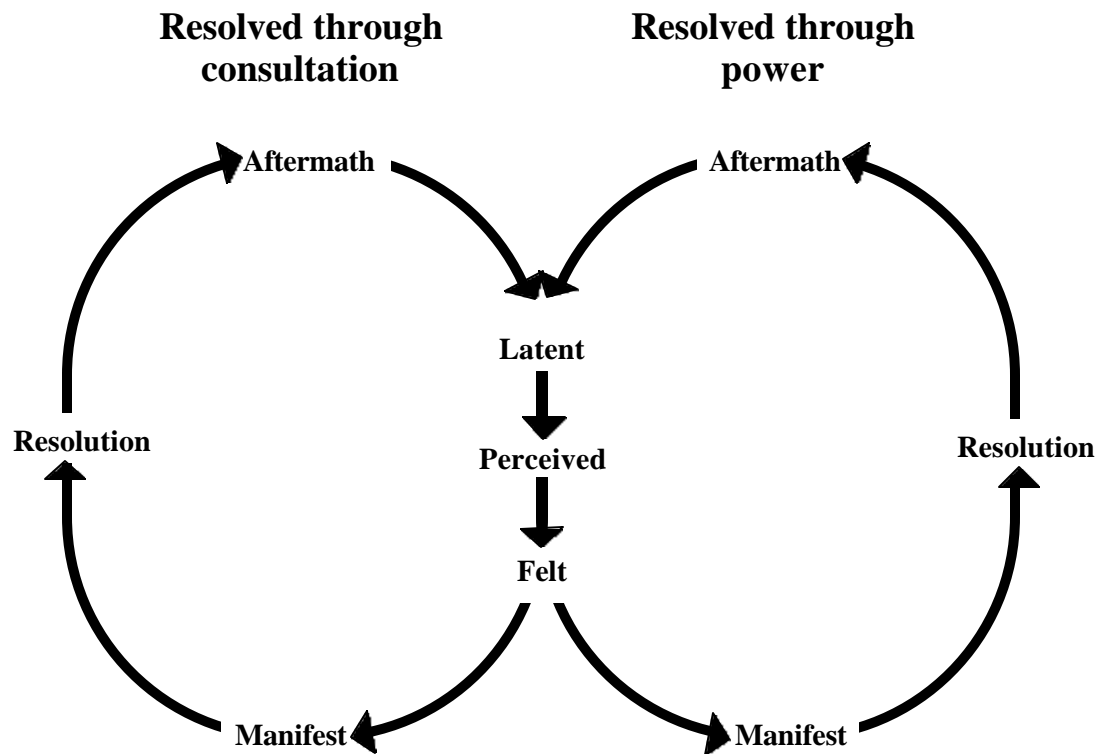 Resolved through
consultation
Resolved through
power
Aftermath
Aftermath
Latent
Perceived
Resolution
Resolution
Felt
Manifest
Manifest